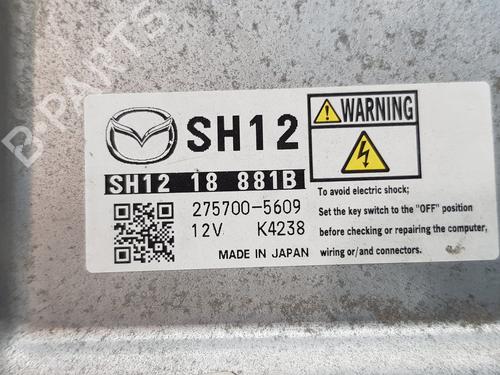 B-PARTS
SH12
WARNING
SH12 18 881B
275700-5609
12V K4238
MADE IN JAPAN
To avoid electric shock;
Set the key switch to the "OFF" position
before checking or repairing the computer,
wiring or/and connectors.